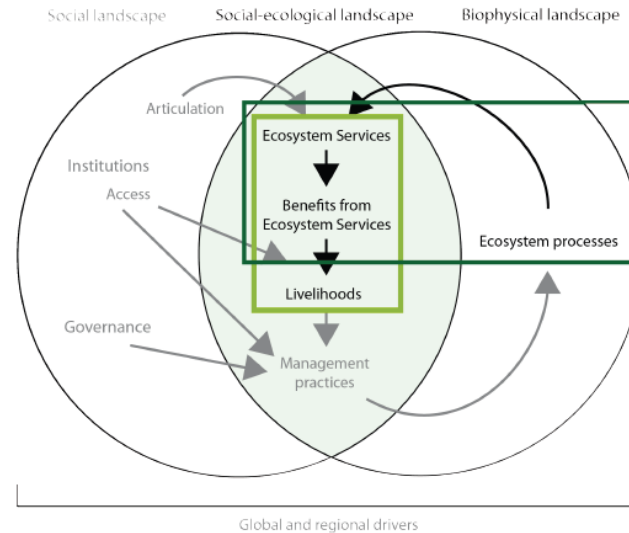 Social landscape
Social-ecological landscape
Biophysical landscape
Articulation
Ecosystem Services
Institutions
Access
Benefits from
Ecosystem Services
Ecosystem processes
Livelihoods
Governance
Management
practices
Global and regional drivers